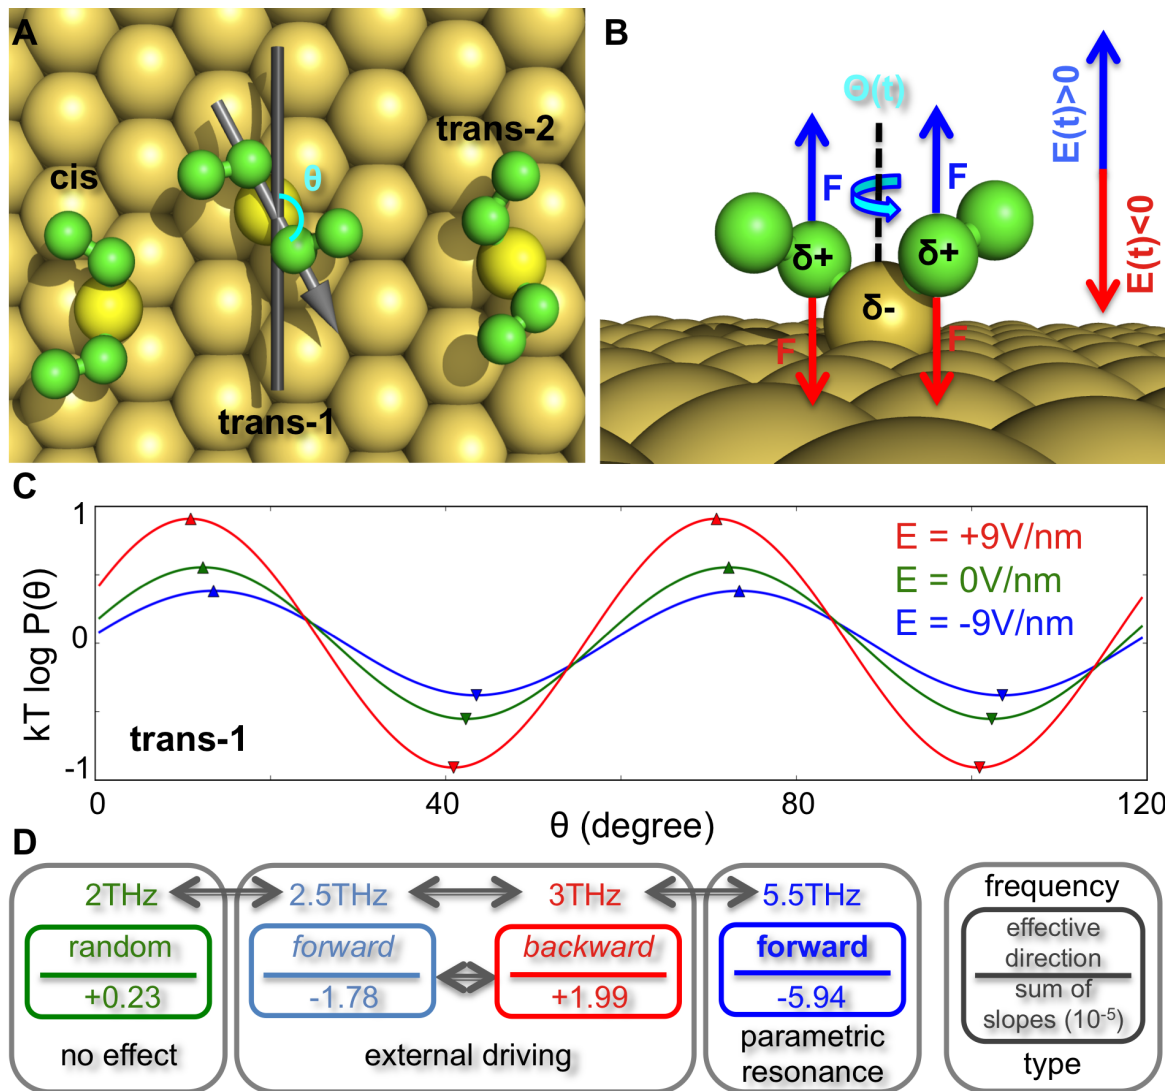 A
cis
trans-2
θ
trans-1
B
Θ(t)
E(t)>0
F
F
δ+
δ+
δ-
F
F
E(t)<0
C
kT log P(θ)
1
0
-1
E = +9V/nm
E = 0V/nm
E = -9V/nm
trans-1
0
40
80
120
θ (degree)
D
2THz
random
+0.23
no effect
2.5THz
3THz
forward
backward
-1.78
+1.99
external driving
5.5THz
forward
-5.94
parametric
resonance
frequency
effective
direction
sum of
slopes (10⁻⁵)
type